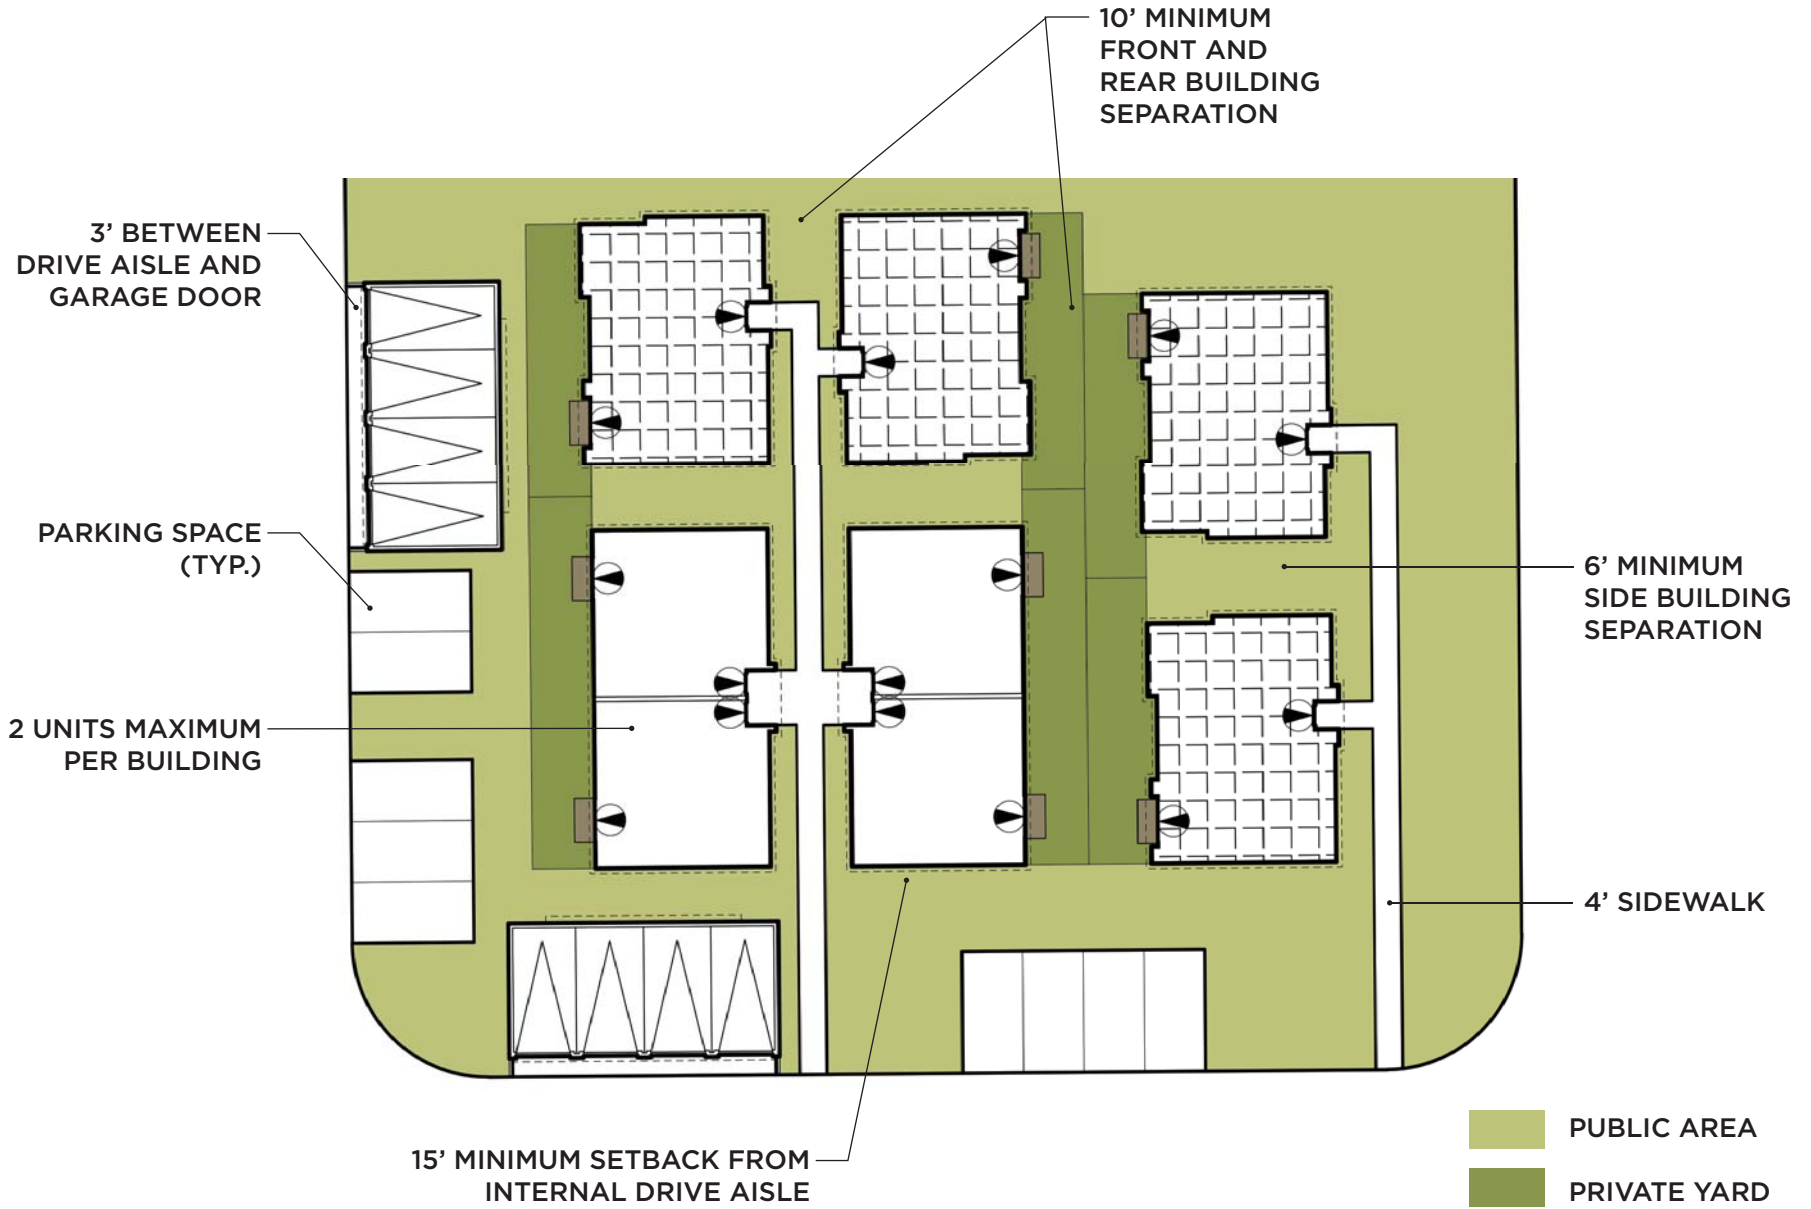 10’ MINIMUM
FRONT AND
REAR BUILDING
SEPARATION
3’ BETWEEN
DRIVE AISLE AND
GARAGE DOOR
PARKING SPACE
(TYP.)
6’ MINIMUM
SIDE BUILDING
SEPARATION
2 UNITS MAXIMUM
PER BUILDING
4’ SIDEWALK
15’ MINIMUM SETBACK FROM
INTERNAL DRIVE AISLE
PUBLIC AREA
PRIVATE YARD